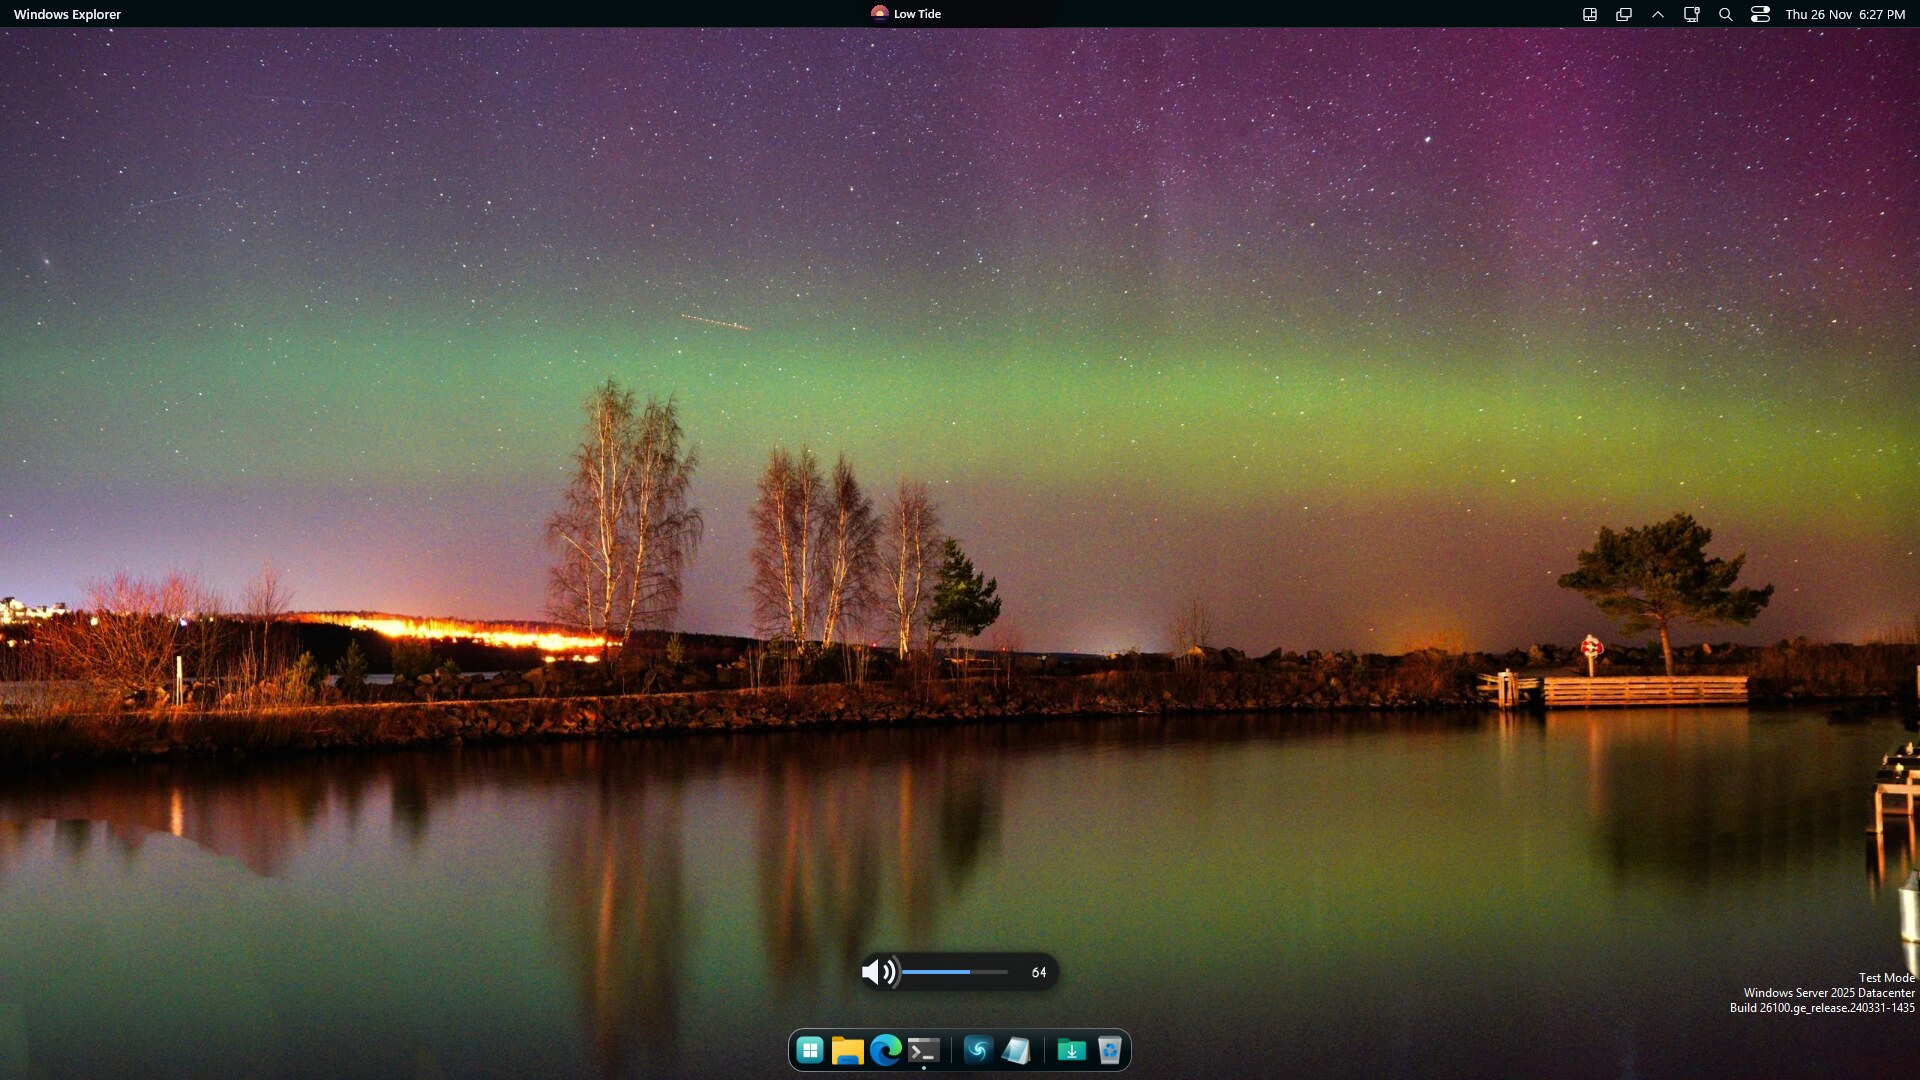 Windows Explorer
Low Tide
Thu 26 Nov 6:27 PM
64
Test Mode
Windows Server 2025 Datacenter
Build 26100.ge_release.240331-1435